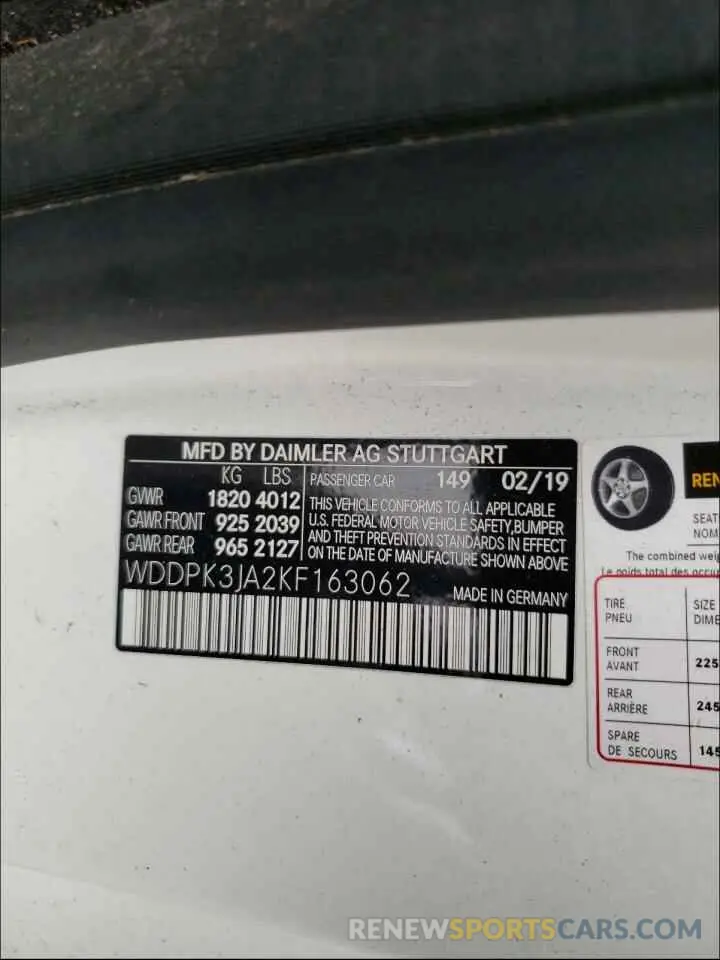 MFD BY DAIMLER AG STUTTGART
KG LBS PASSENGER CAR 149 02/19
GVWR 1820 4012
GAWR FRONT 925 2039
GAWR REAR 965 2127
THIS VEHICLE CONFORMS TO ALL APPLICABLE
U.S. FEDERAL MOTOR VEHICLE SAFETY, BUMPER
AND THEFT PREVENTION STANDARDS IN EFFECT
ON THE DATE OF MANUFACTURE SHOWN ABOVE
WDDPK3JA2KF163062 MADE IN GERMANY
REN
SEAT
NOM
The combined weig
Le poids total des occup
TIRE SIZE
PNEU DIME
FRONT
AVANT 225
REAR
ARRIÈRE 245
SPARE
DE SECOURS 145
RENEWSPORTSCARS.COM